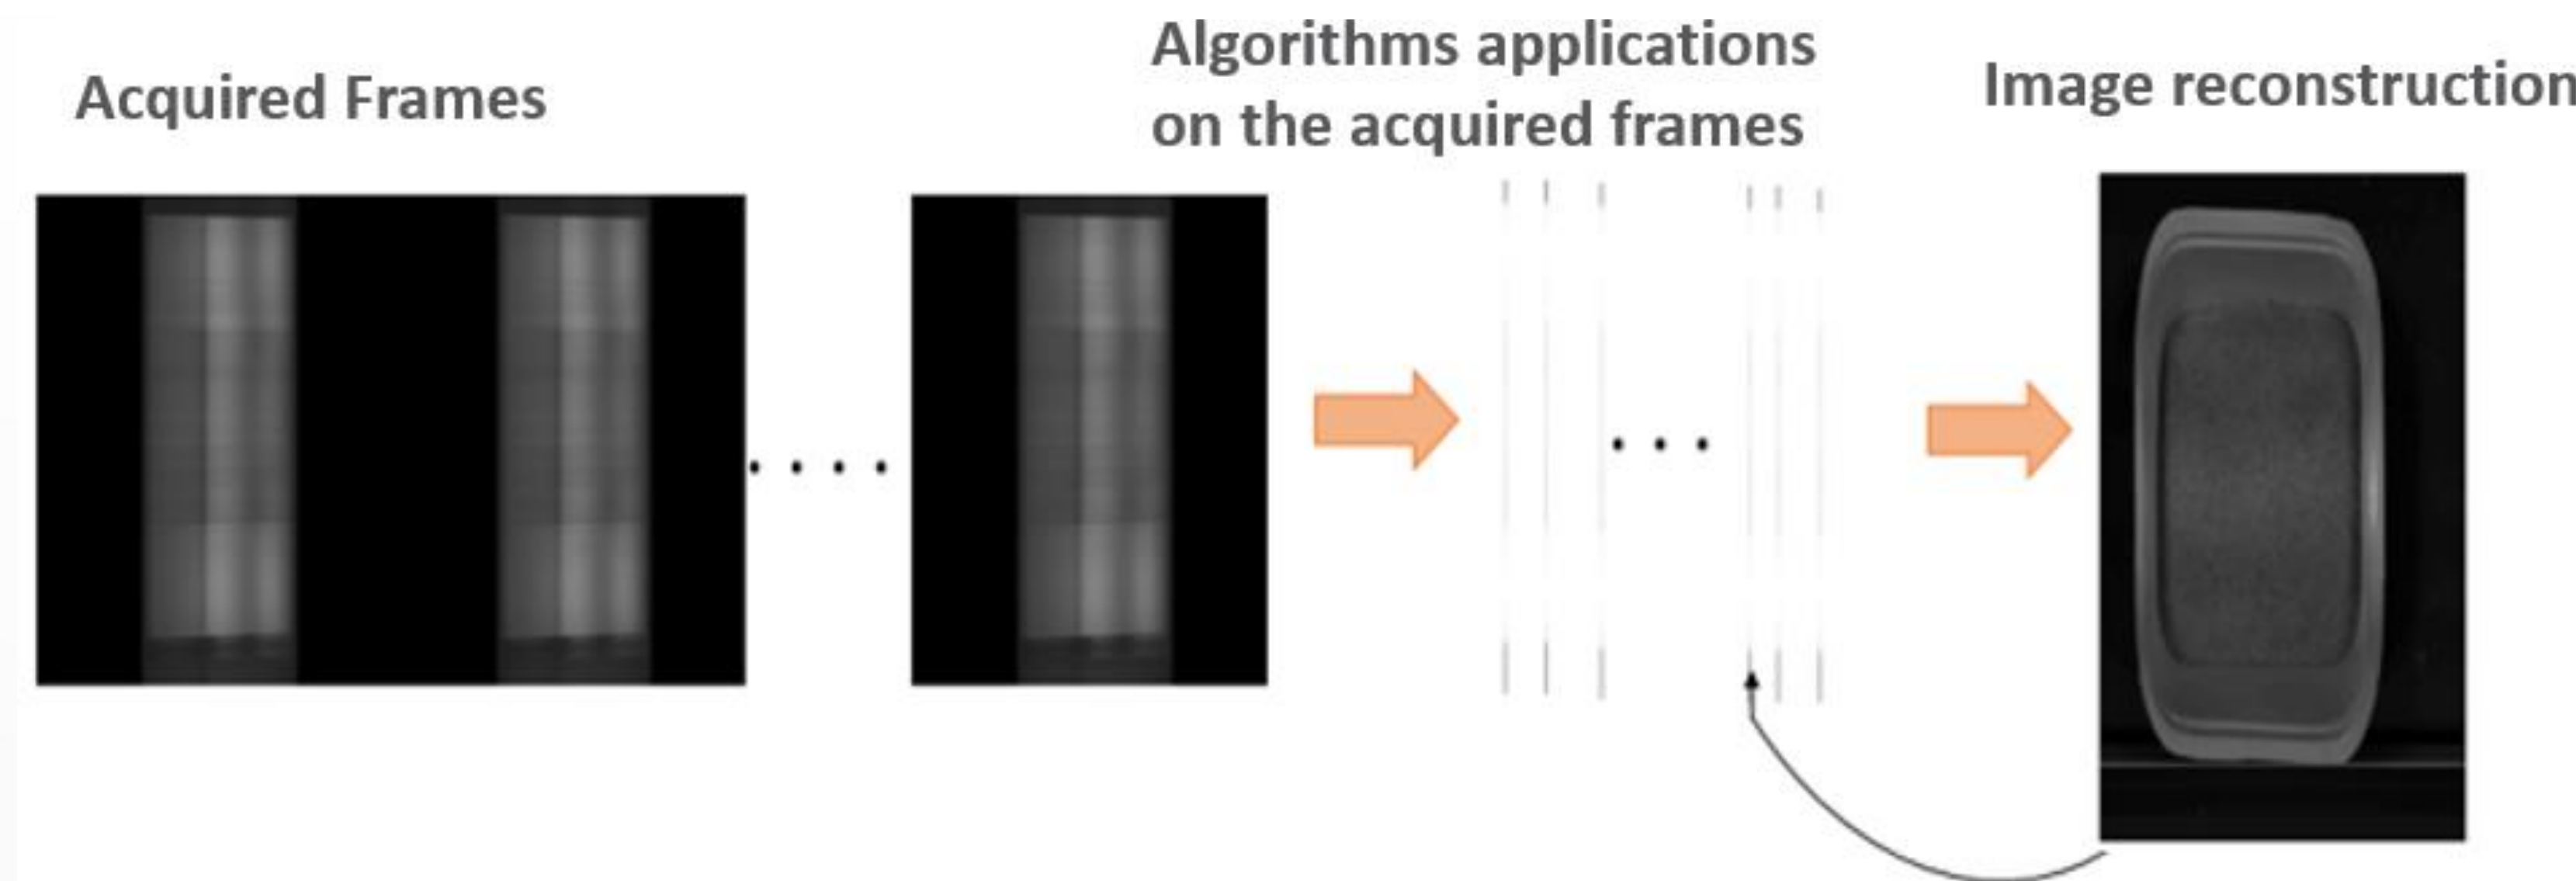 Acquired Frames
Algorithms applications
on the acquired frames
Image reconstruction